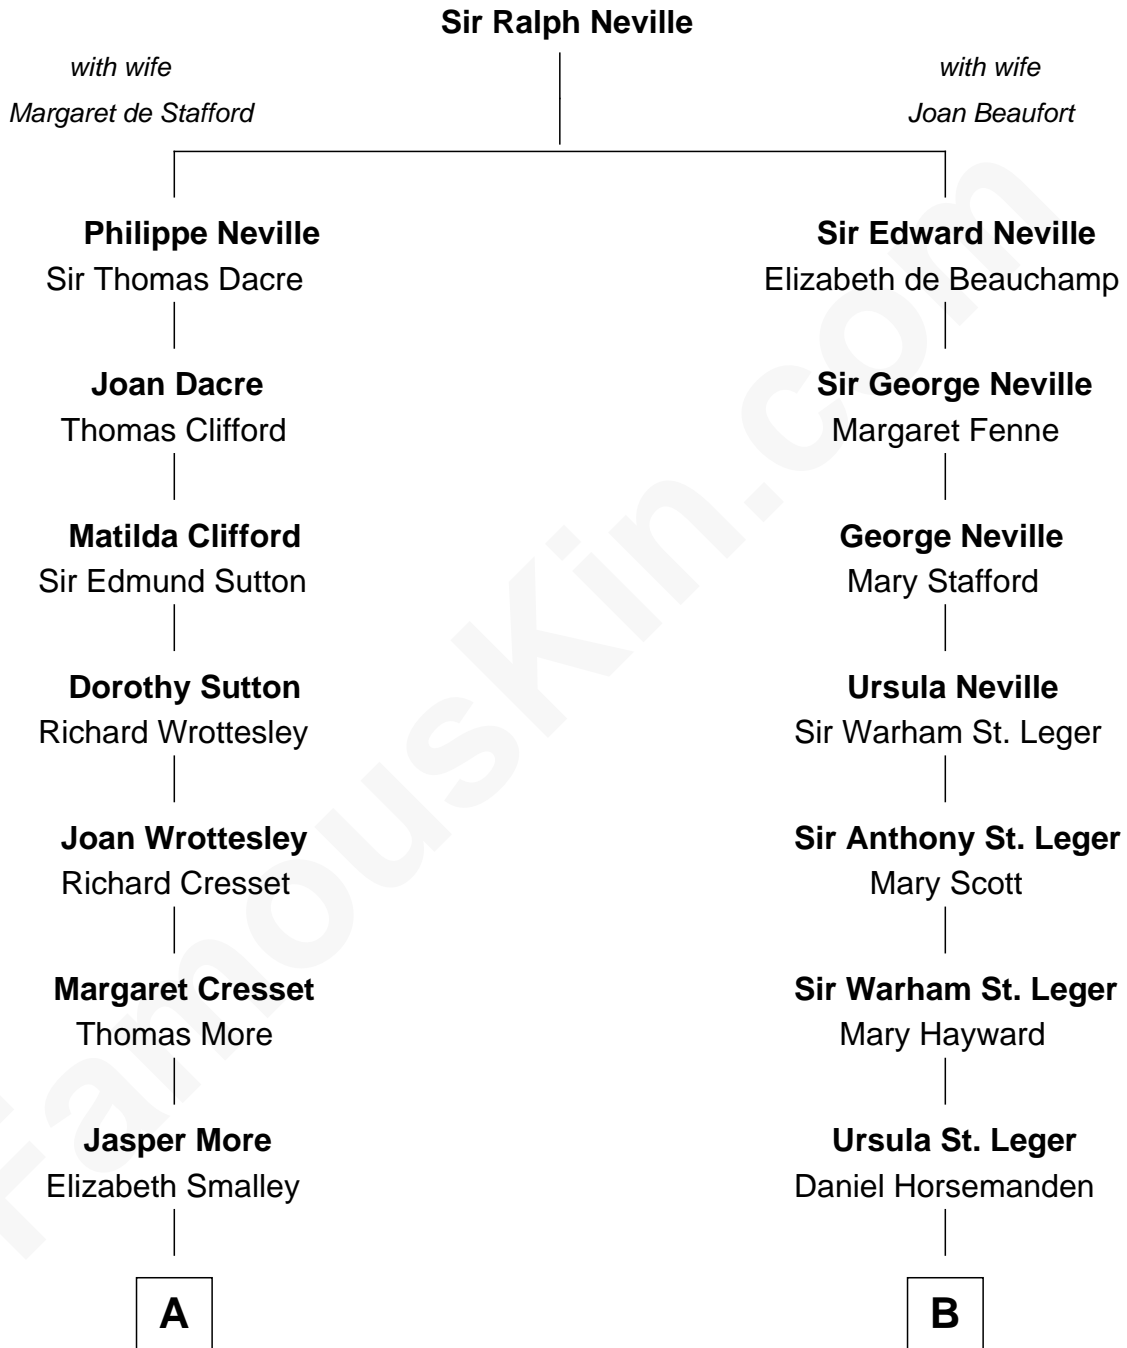 Sir Ralph Neville
with wife
Margaret de Stafford
with wife
Joan Beaufort
Philippe Neville
Sir Thomas Dacre
Sir Edward Neville
Elizabeth de Beauchamp
Joan Dacre
Thomas Clifford
Sir George Neville
Margaret Fenne
Matilda Clifford
Sir Edmund Sutton
George Neville
Mary Stafford
Dorothy Sutton
Richard Wrottesley
Ursula Neville
Sir Warham St. Leger
Joan Wrottesley
Richard Cresset
Sir Anthony St. Leger
Mary Scott
Margaret Cresset
Thomas More
Sir Warham St. Leger
Mary Hayward
Jasper More
Elizabeth Smalley
Ursula St. Leger
Daniel Horsemanden
A
B
FamousKin.com